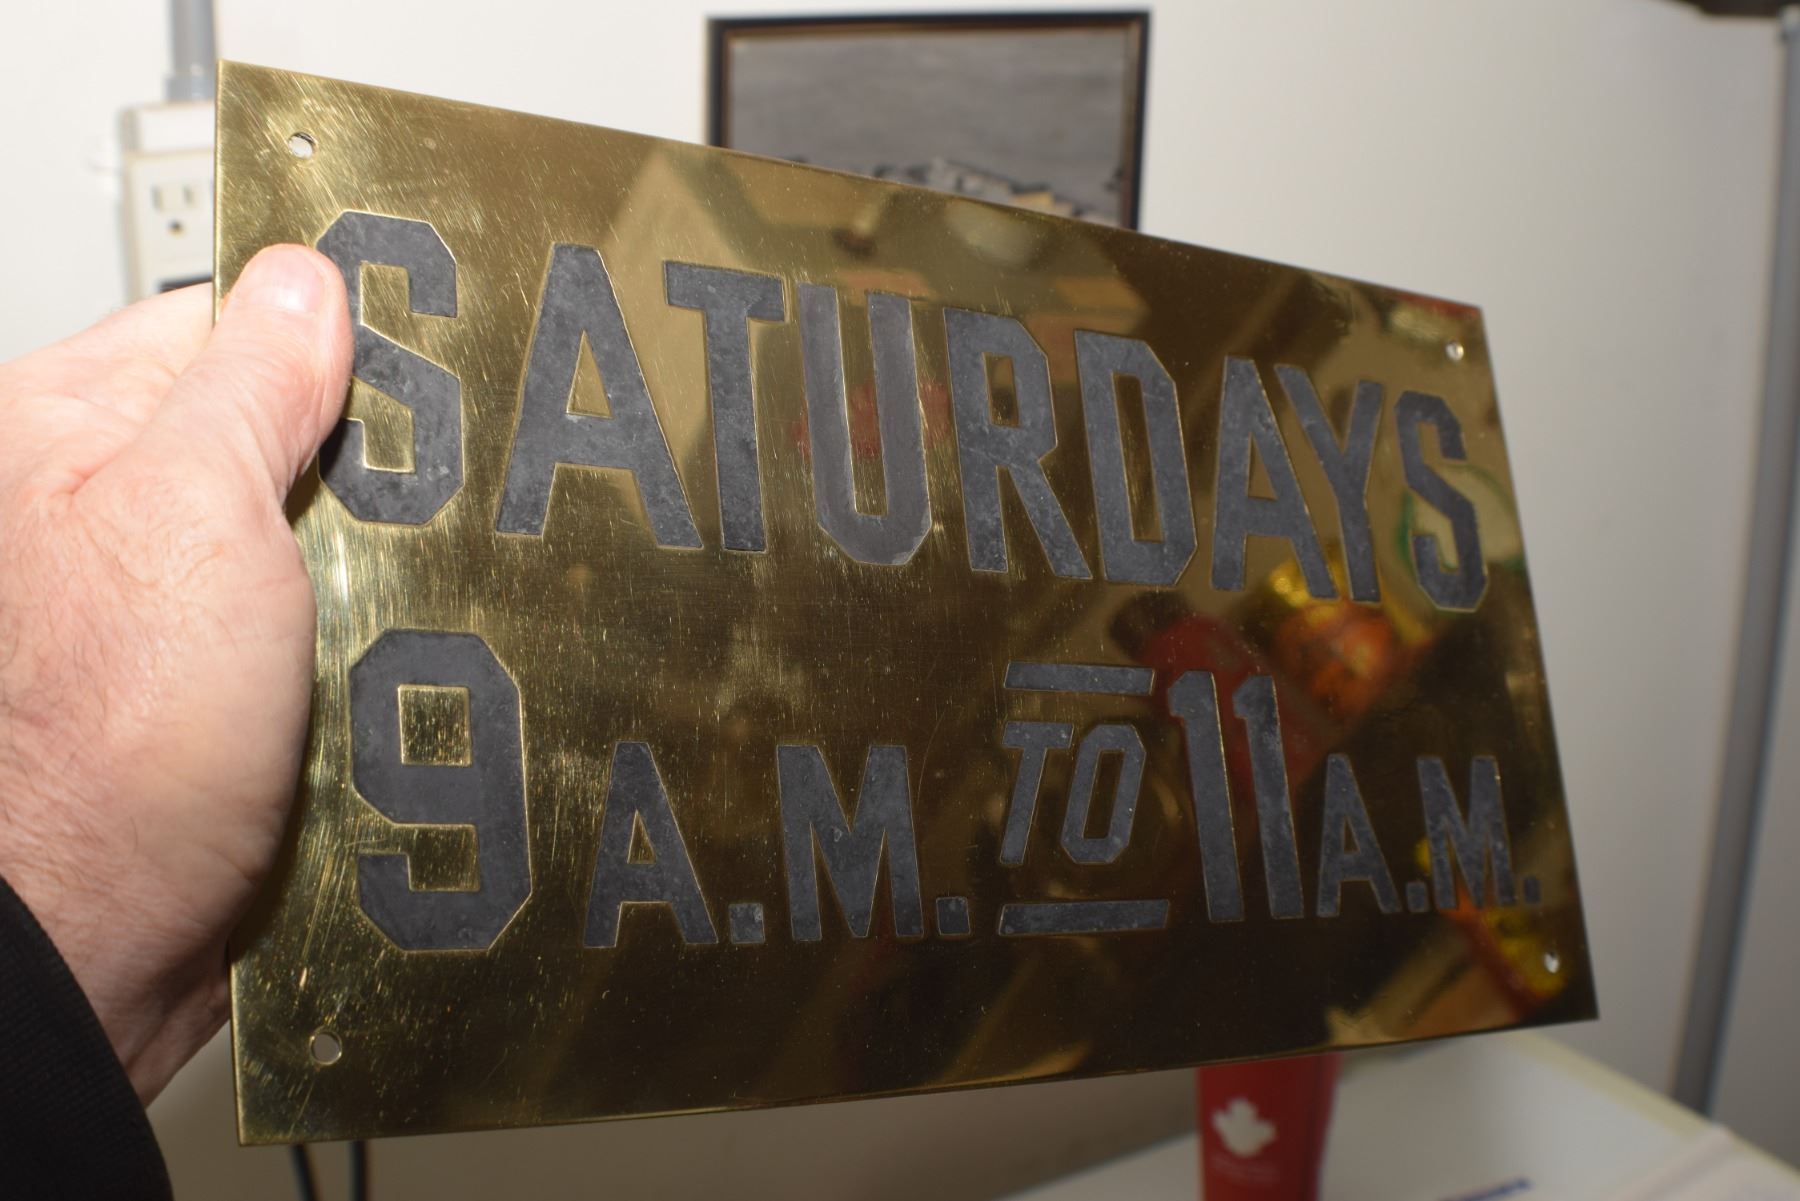 SATURDAYS
9 A.M. TO 11 A.M.